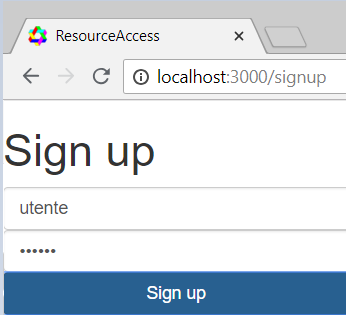 ResourceAccess
localhost:3000/signup
Sign up
utente
••••••
Sign up